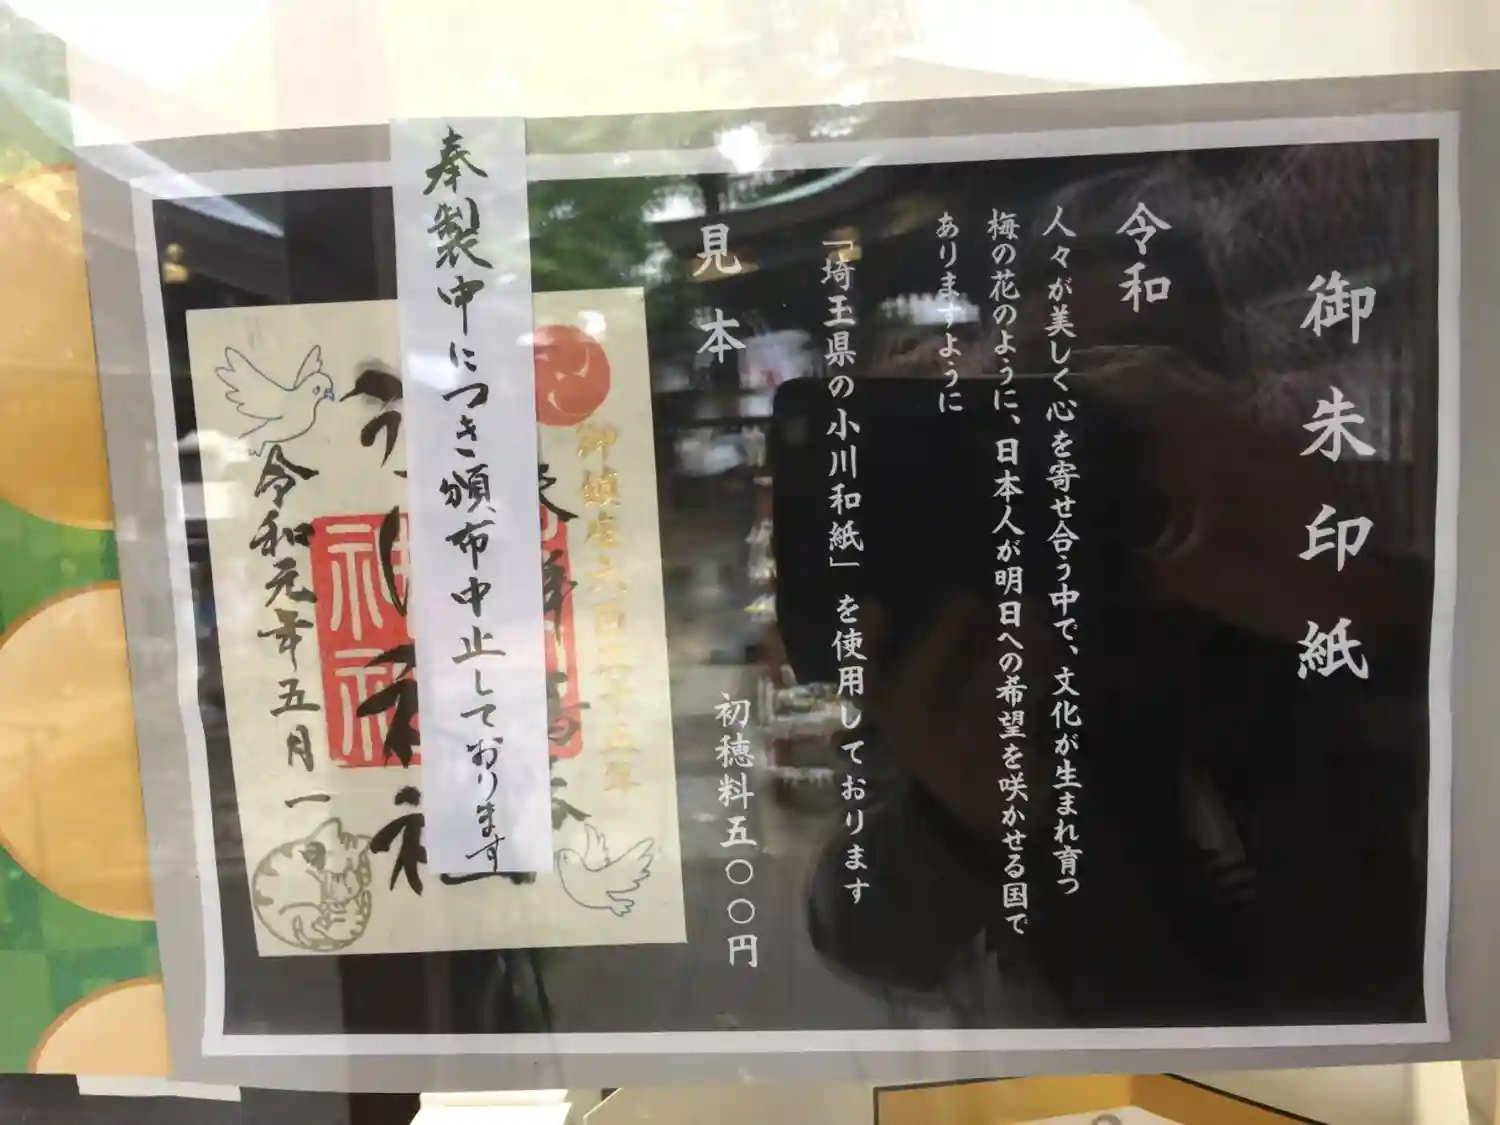 御朱印紙
令和
人々が美しく心を寄せ合う中で、文化が生まれ育つ
梅の花のように、日本人が明日への希望を咲かせる国で
ありますように
「埼玉県の小川和紙」を使用しております
見本
初穂料五〇〇円
奉製中につき頒布中止しております
令和元年五月一